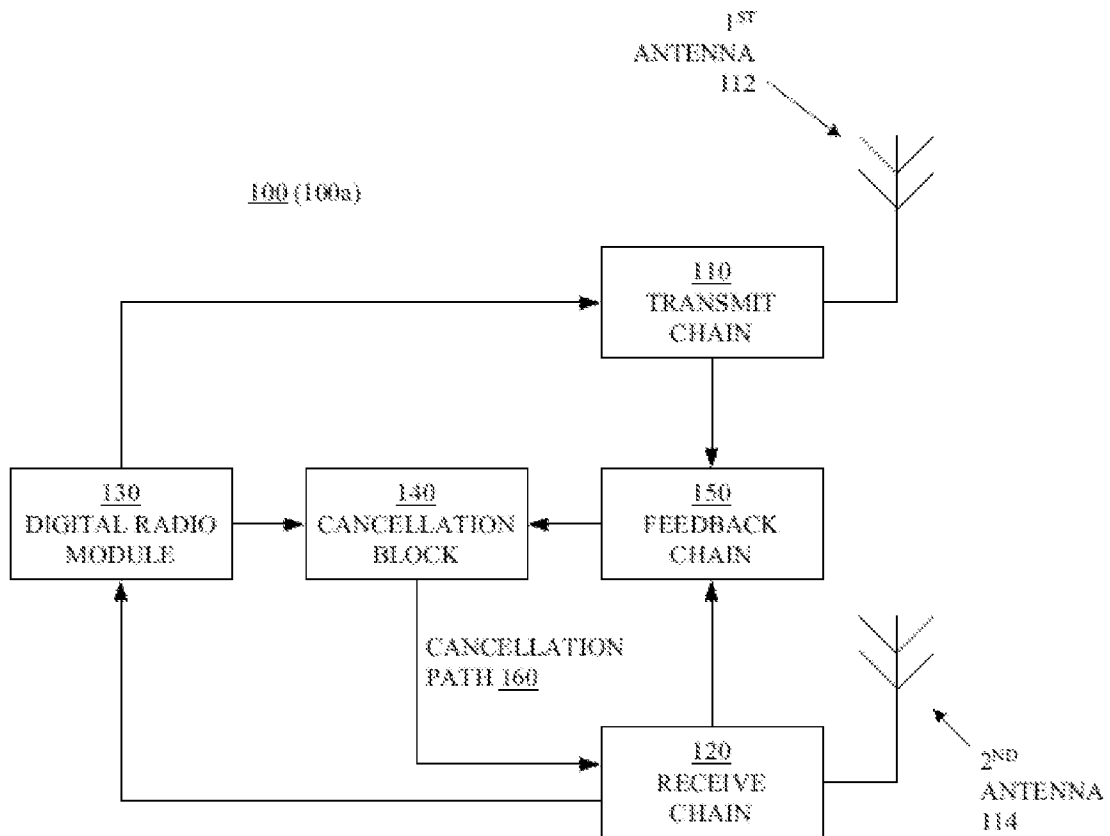 1ST
ANTENNA
112
100 (100a)
110
TRANSMIT
CHAIN
130
DIGITAL RADIO
MODULE
140
CANCELLATION
BLOCK
150
FEEDBACK
CHAIN
CANCELLATION
PATH 160
120
RECEIVE
CHAIN
2ND
ANTENNA
114